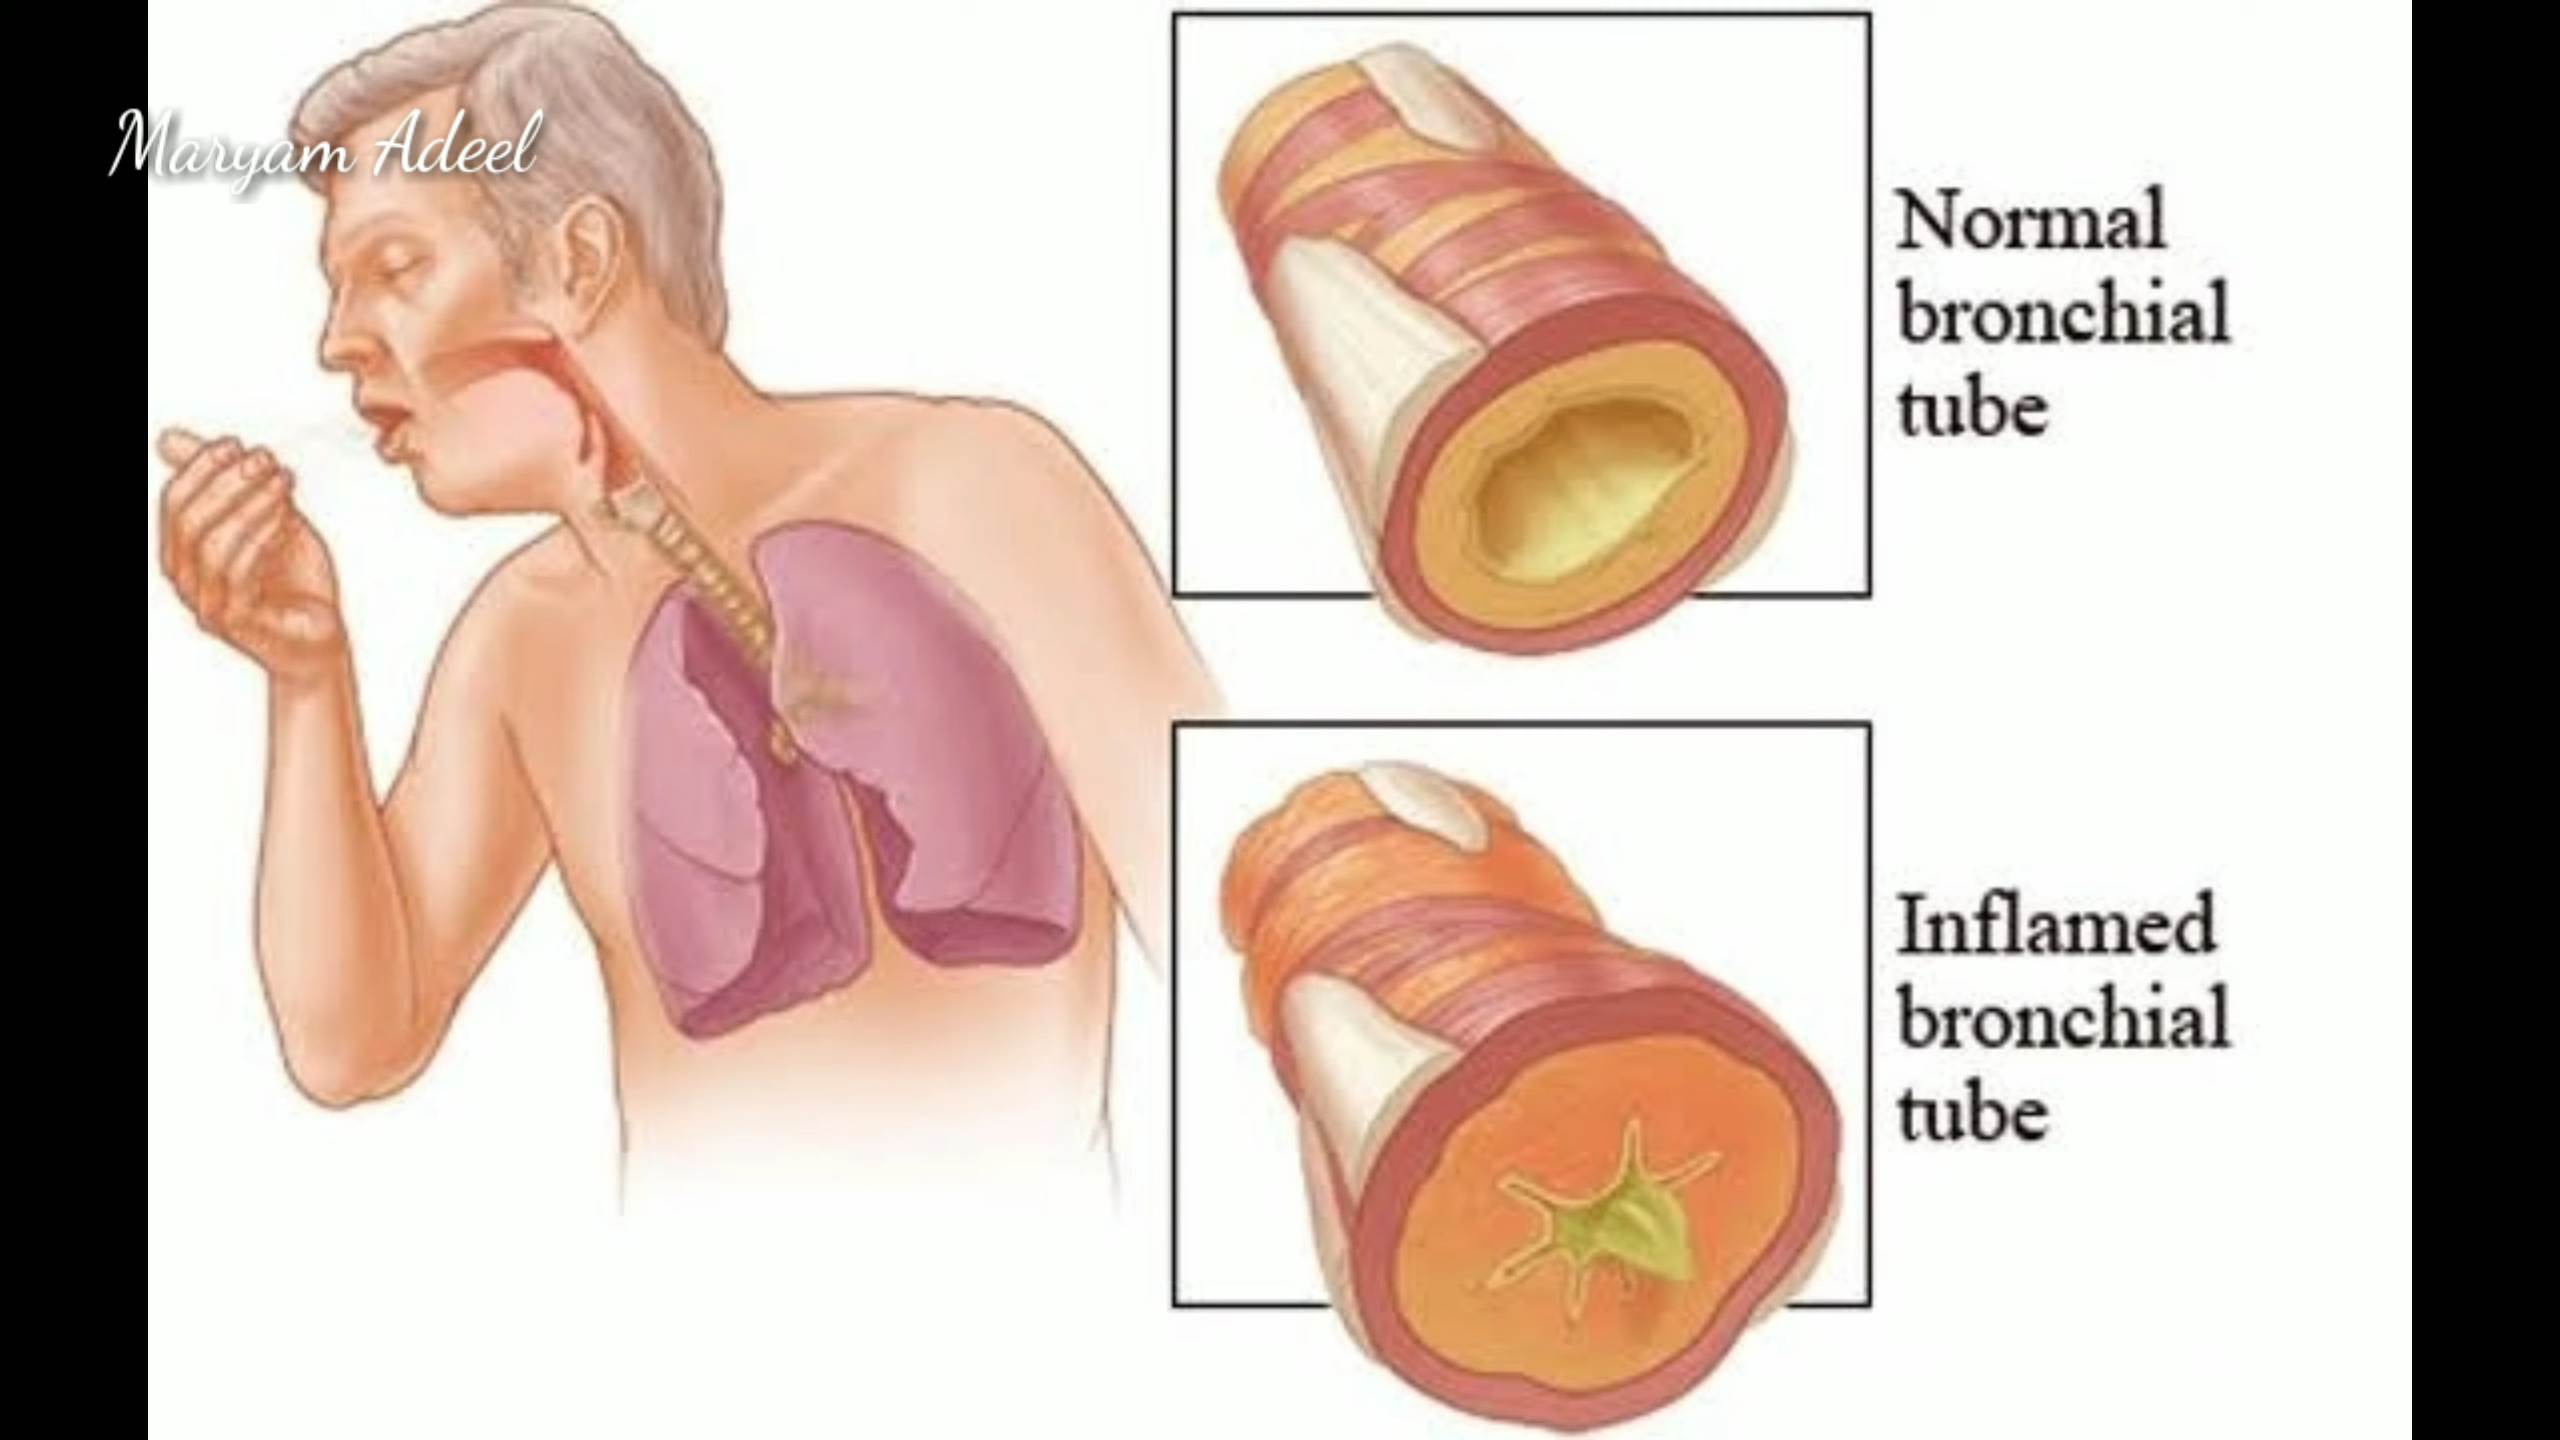 Maryam Adeel
Normal
bronchial
tube
Inflamed
bronchial
tube